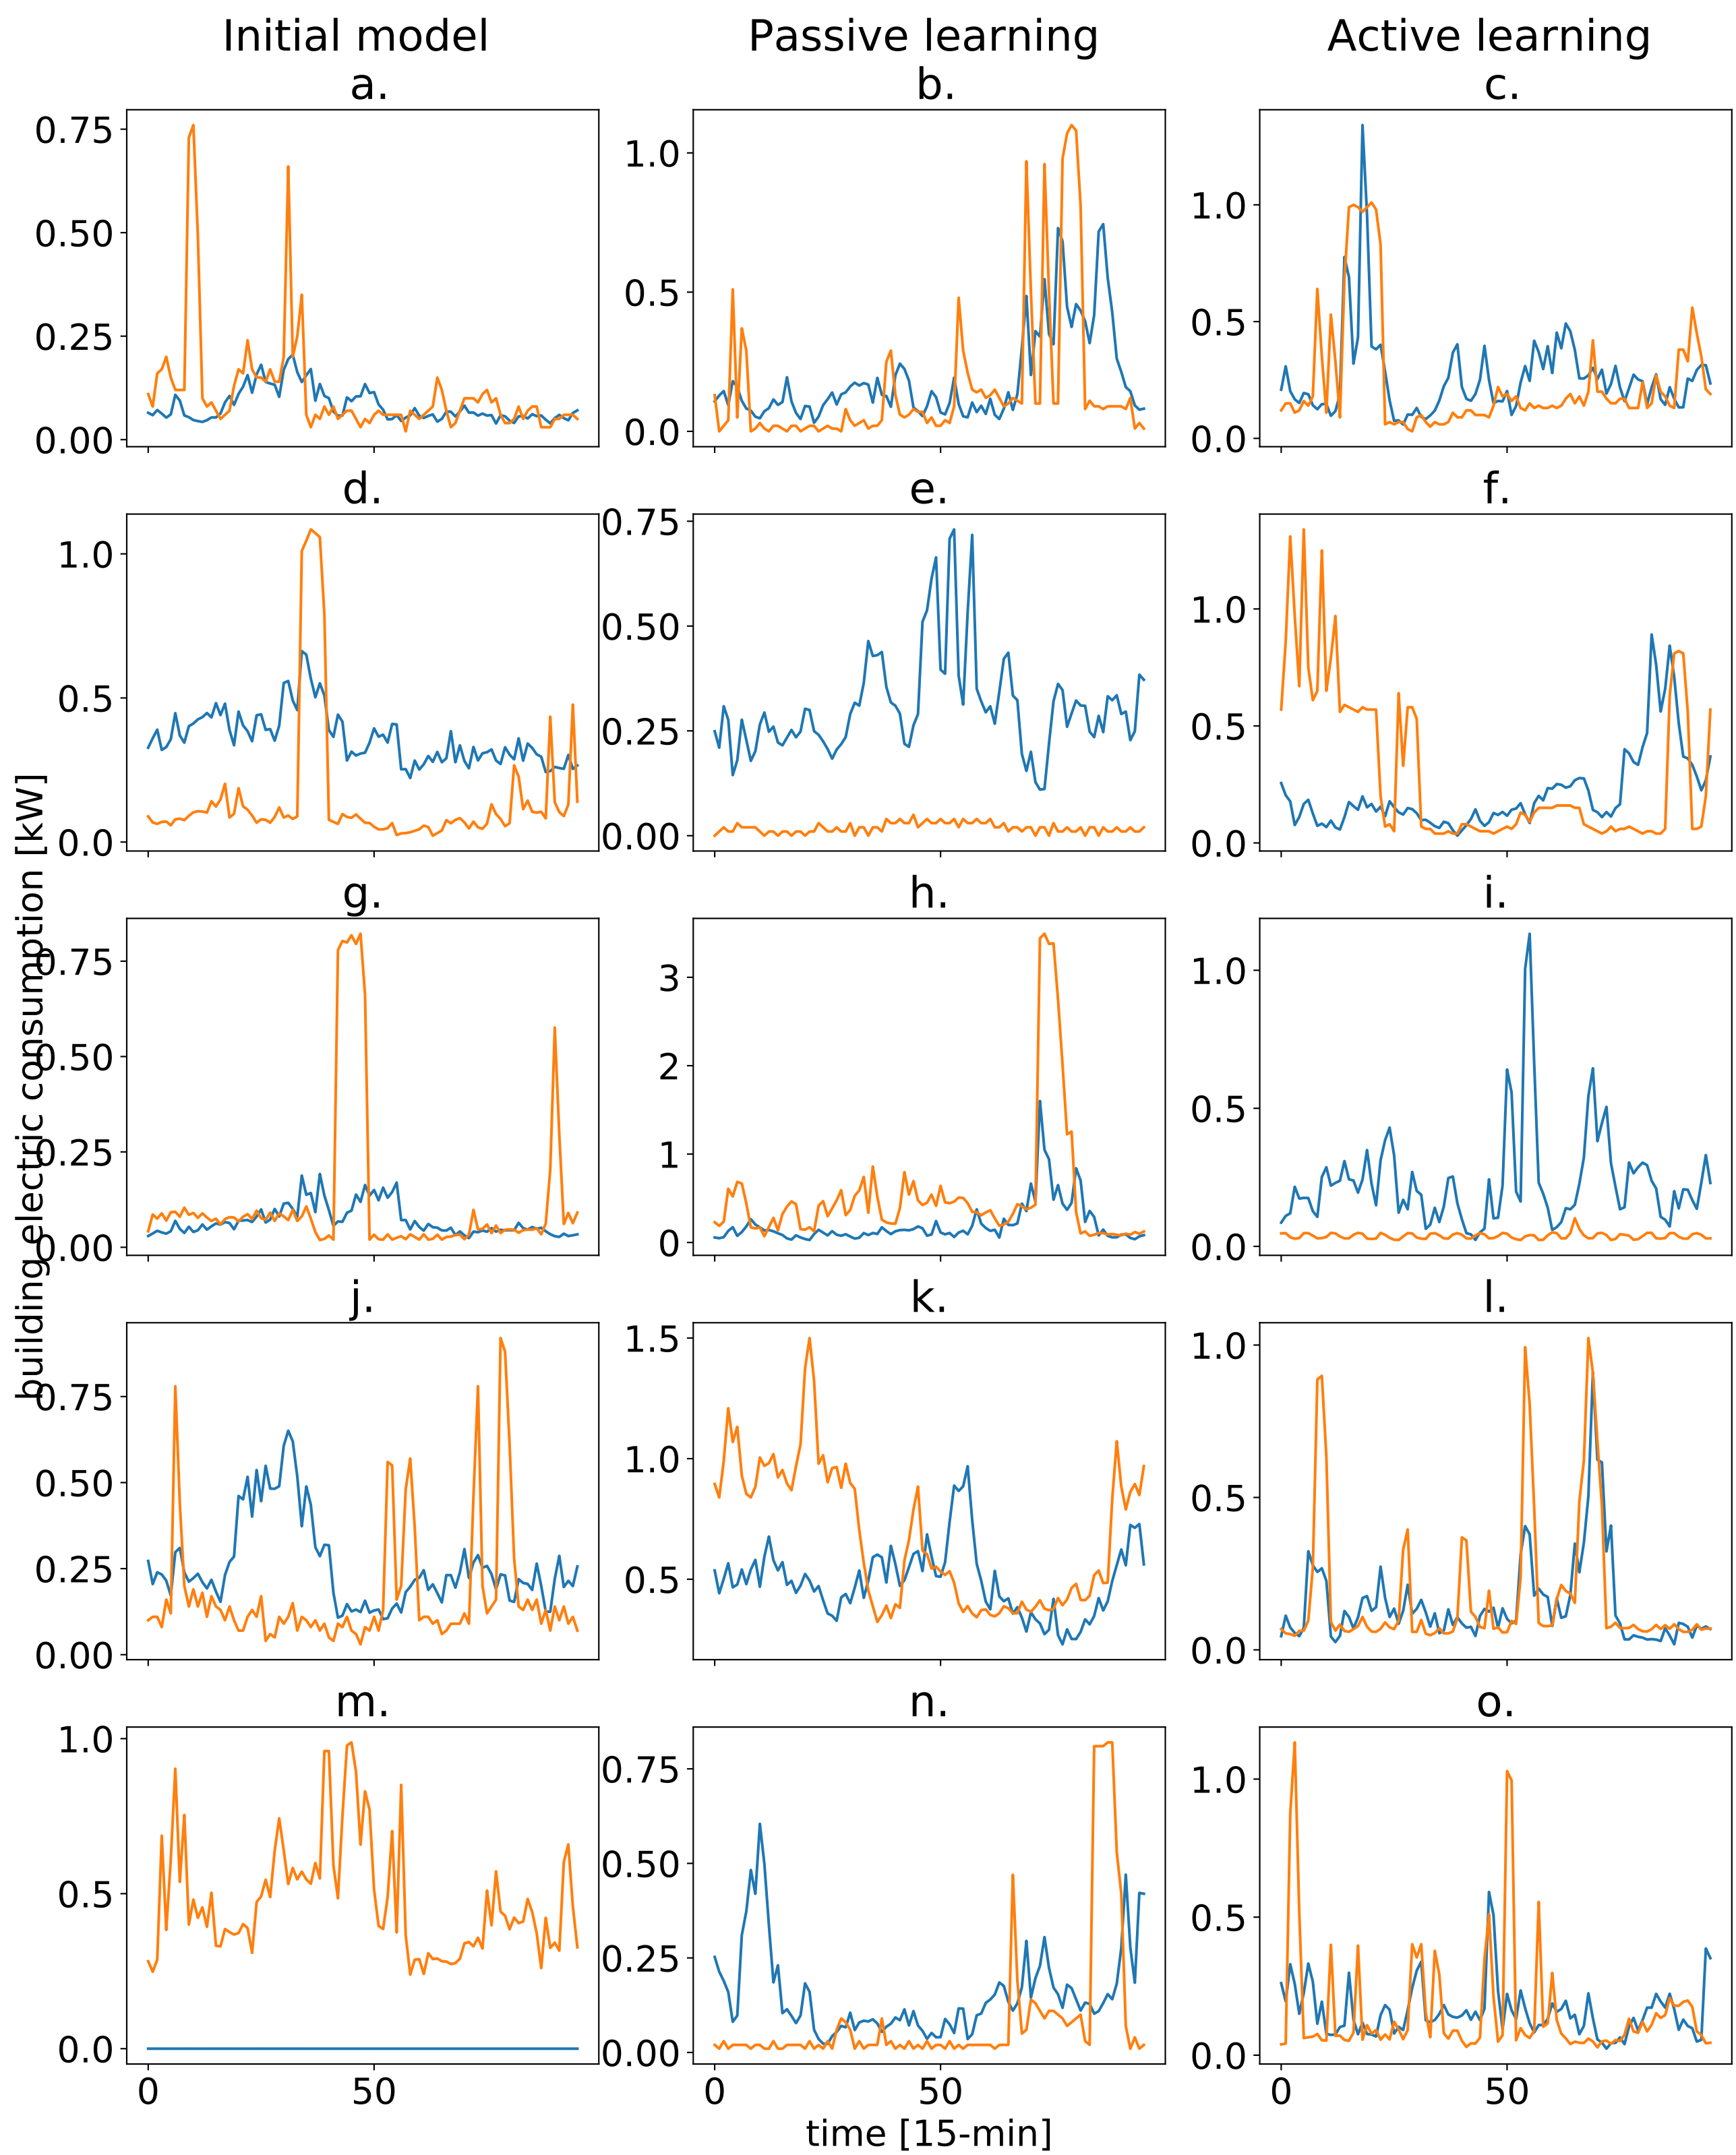 Initial model
Passive learning
Active learning
a.
b.
c.
0.75
0.50
0.25
0.00
1.0
0.5
0.0
1.0
0.5
0.0
d.
e.
f.
1.0
0.5
0.0
0.75
0.50
0.25
0.00
1.0
0.5
0.0
building electric consumption [kW]
g.
h.
i.
0.75
0.50
0.25
0.00
3
2
1
0
1.0
0.5
0.0
j.
k.
l.
0.75
0.50
0.25
0.00
1.5
1.0
0.5
1.0
0.5
0.0
m.
n.
o.
1.0
0.5
0.0
0.75
0.50
0.25
0.00
1.0
0.5
0.0
0 50
0 50
0 50
time [15-min]